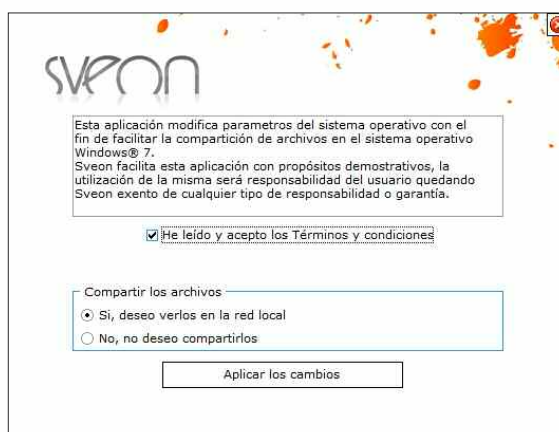 sveon
Esta aplicación modifica parametros del sistema operativo con el
fin de facilitar la compartición de archivos en el sistema operativo
Windows® 7.
Sveon facilita esta aplicación con propósitos demostrativos, la
utilización de la misma será responsabilidad del usuario quedando
Sveon exento de cualquier tipo de responsabilidad o garantía.
He leído y acepto los Términos y condiciones
Compartir los archivos
Si, deseo verlos en la red local
No, no deseo compartirlos
Aplicar los cambios